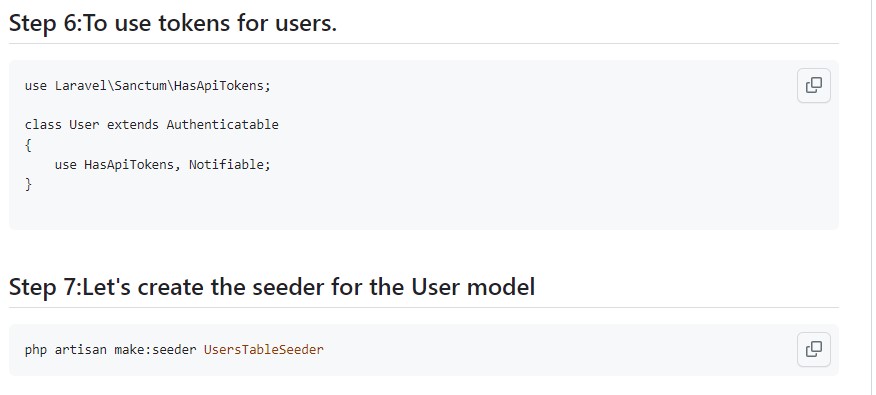 Step 6:To use tokens for users.
use Laravel\Sanctum\HasApiTokens;
class User extends Authenticatable
{
    use HasApiTokens, Notifiable;
}
Step 7:Let's create the seeder for the User model
php artisan make:seeder UsersTableSeeder